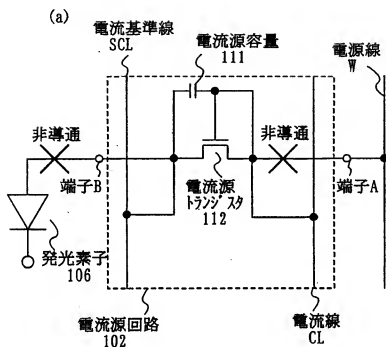 (a)
電流基準線
SCL
電流源容量
111
電源線
W
非導通
非導通
端子B
端子A
電流源
トランジスタ
112
発光素子
106
電流源回路
102
電流線
CL